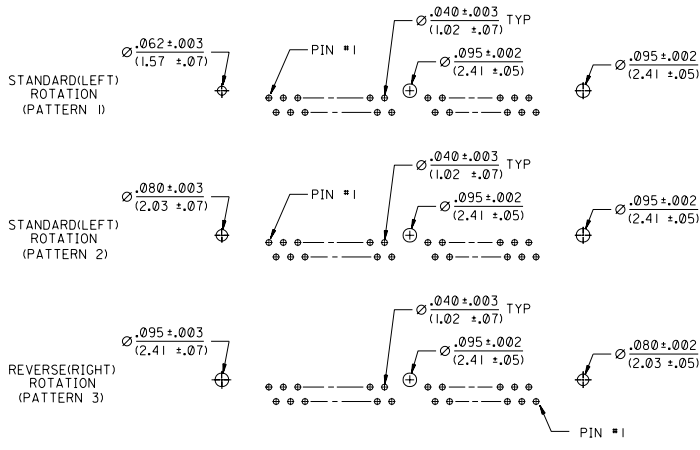 ⌀ .040±.003 TYP
(1.02 ±.07)
⌀ .062±.003
(1.57 ±.07)
PIN #1
⌀ .095±.002
(2.41 ±.05)
⌀ .095±.002
(2.41 ±.05)
STANDARD(LEFT)
ROTATION
(PATTERN 1)
⌀ .040±.003 TYP
(1.02 ±.07)
⌀ .080±.003
(2.03 ±.07)
PIN #1
⌀ .095±.002
(2.41 ±.05)
⌀ .095±.002
(2.41 ±.05)
STANDARD(LEFT)
ROTATION
(PATTERN 2)
⌀ .040±.003 TYP
(1.02 ±.07)
⌀ .095±.003
(2.41 ±.07)
⌀ .095±.002
(2.41 ±.05)
⌀ .080±.002
(2.03 ±.05)
REVERSE(RIGHT)
ROTATION
(PATTERN 3)
PIN #1